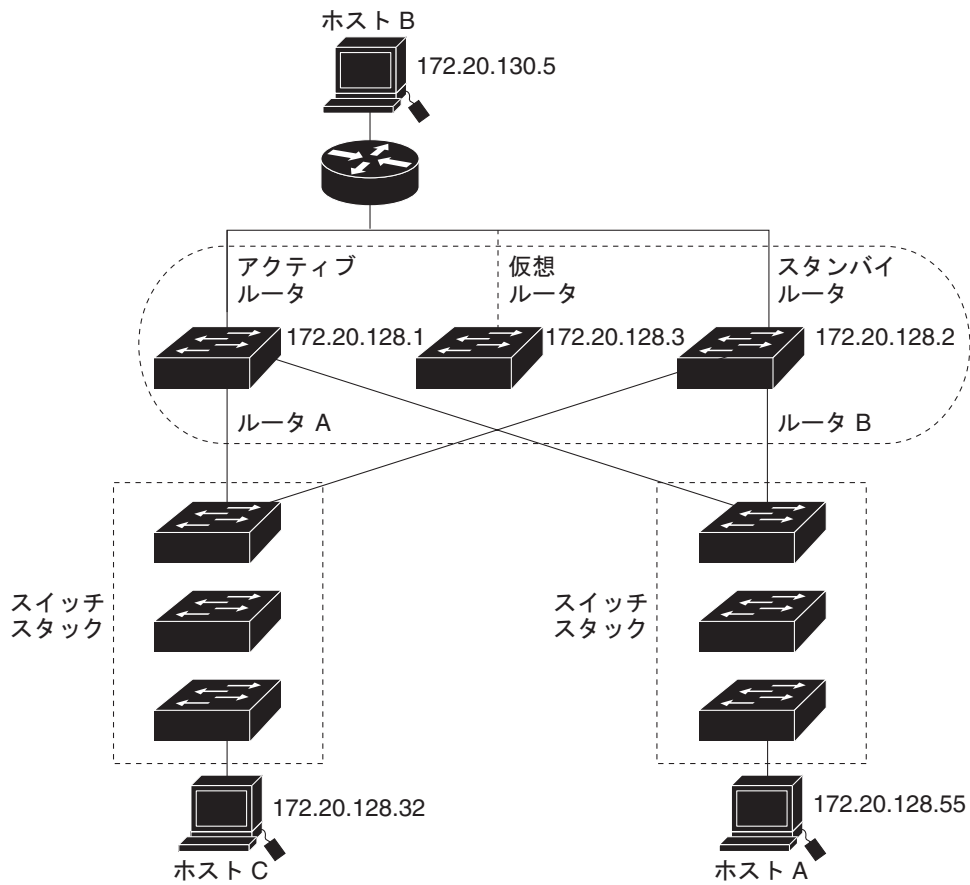 ホスト B
172.20.130.5
アクティブ
ルータ
仮想
ルータ
スタンバイ
ルータ
172.20.128.1
172.20.128.3
172.20.128.2
ルータ A
ルータ B
スイッチ
スタック
スイッチ
スタック
172.20.128.32
172.20.128.55
ホスト C
ホスト A